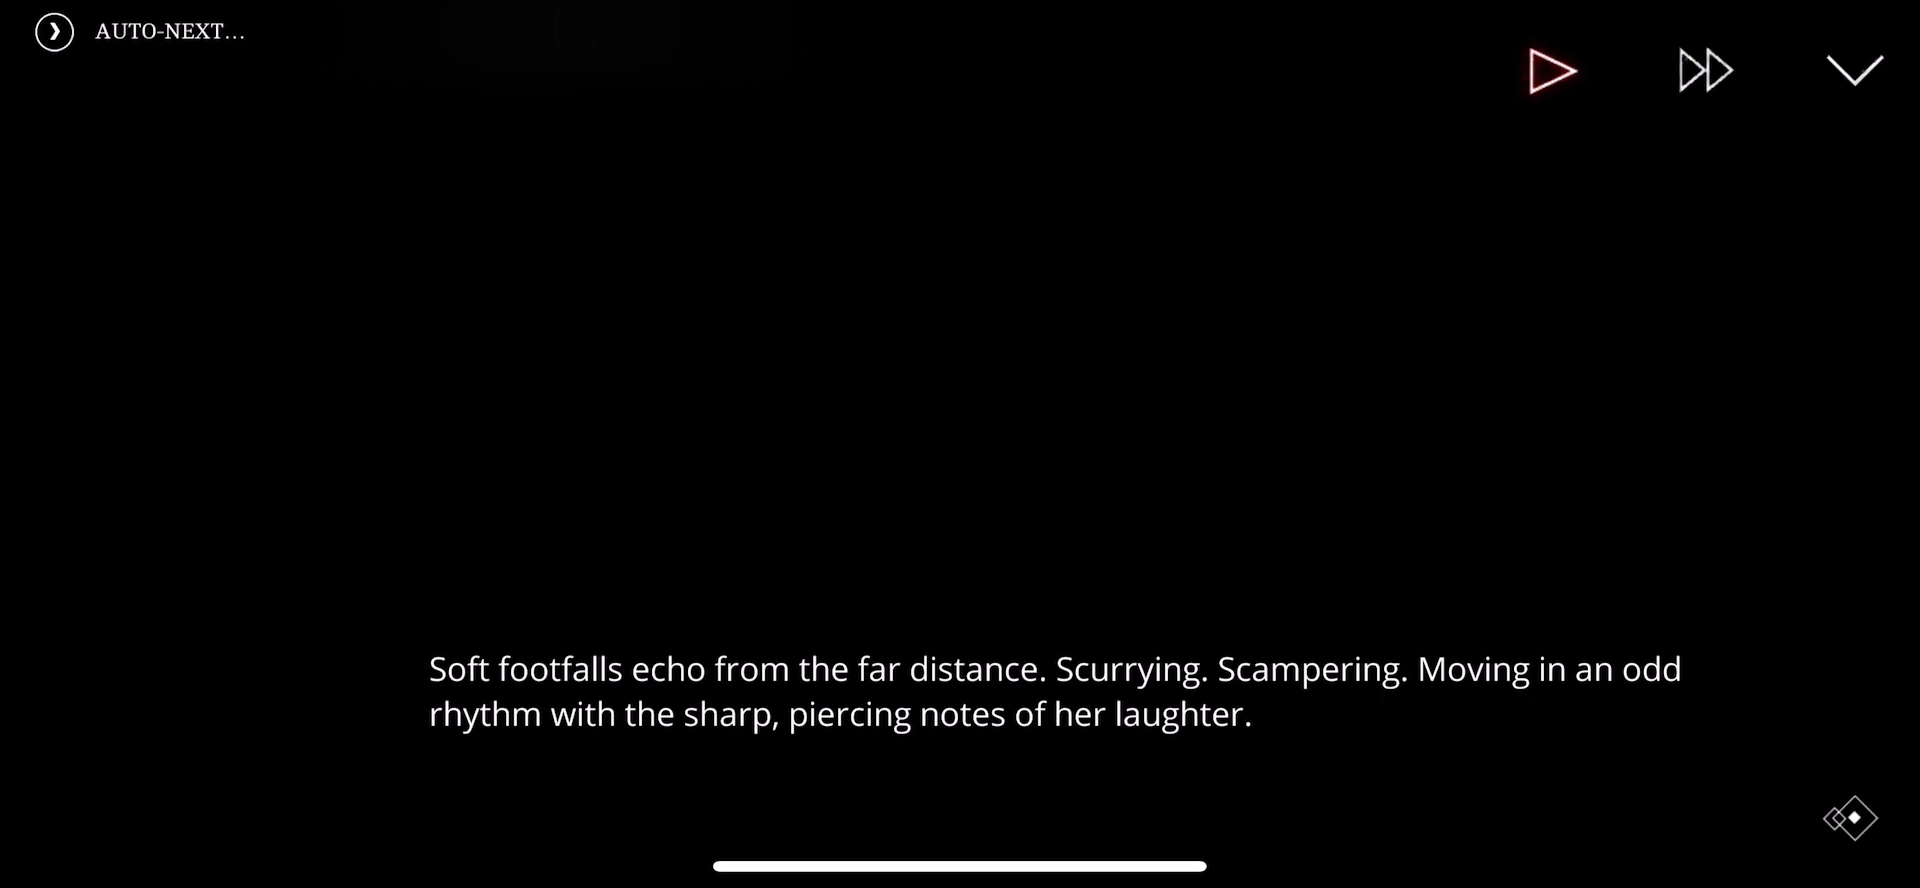 AUTO-NEXT...
Soft footfalls echo from the far distance. Scurrying. Scampering. Moving in an odd
rhythm with the sharp, piercing notes of her laughter.